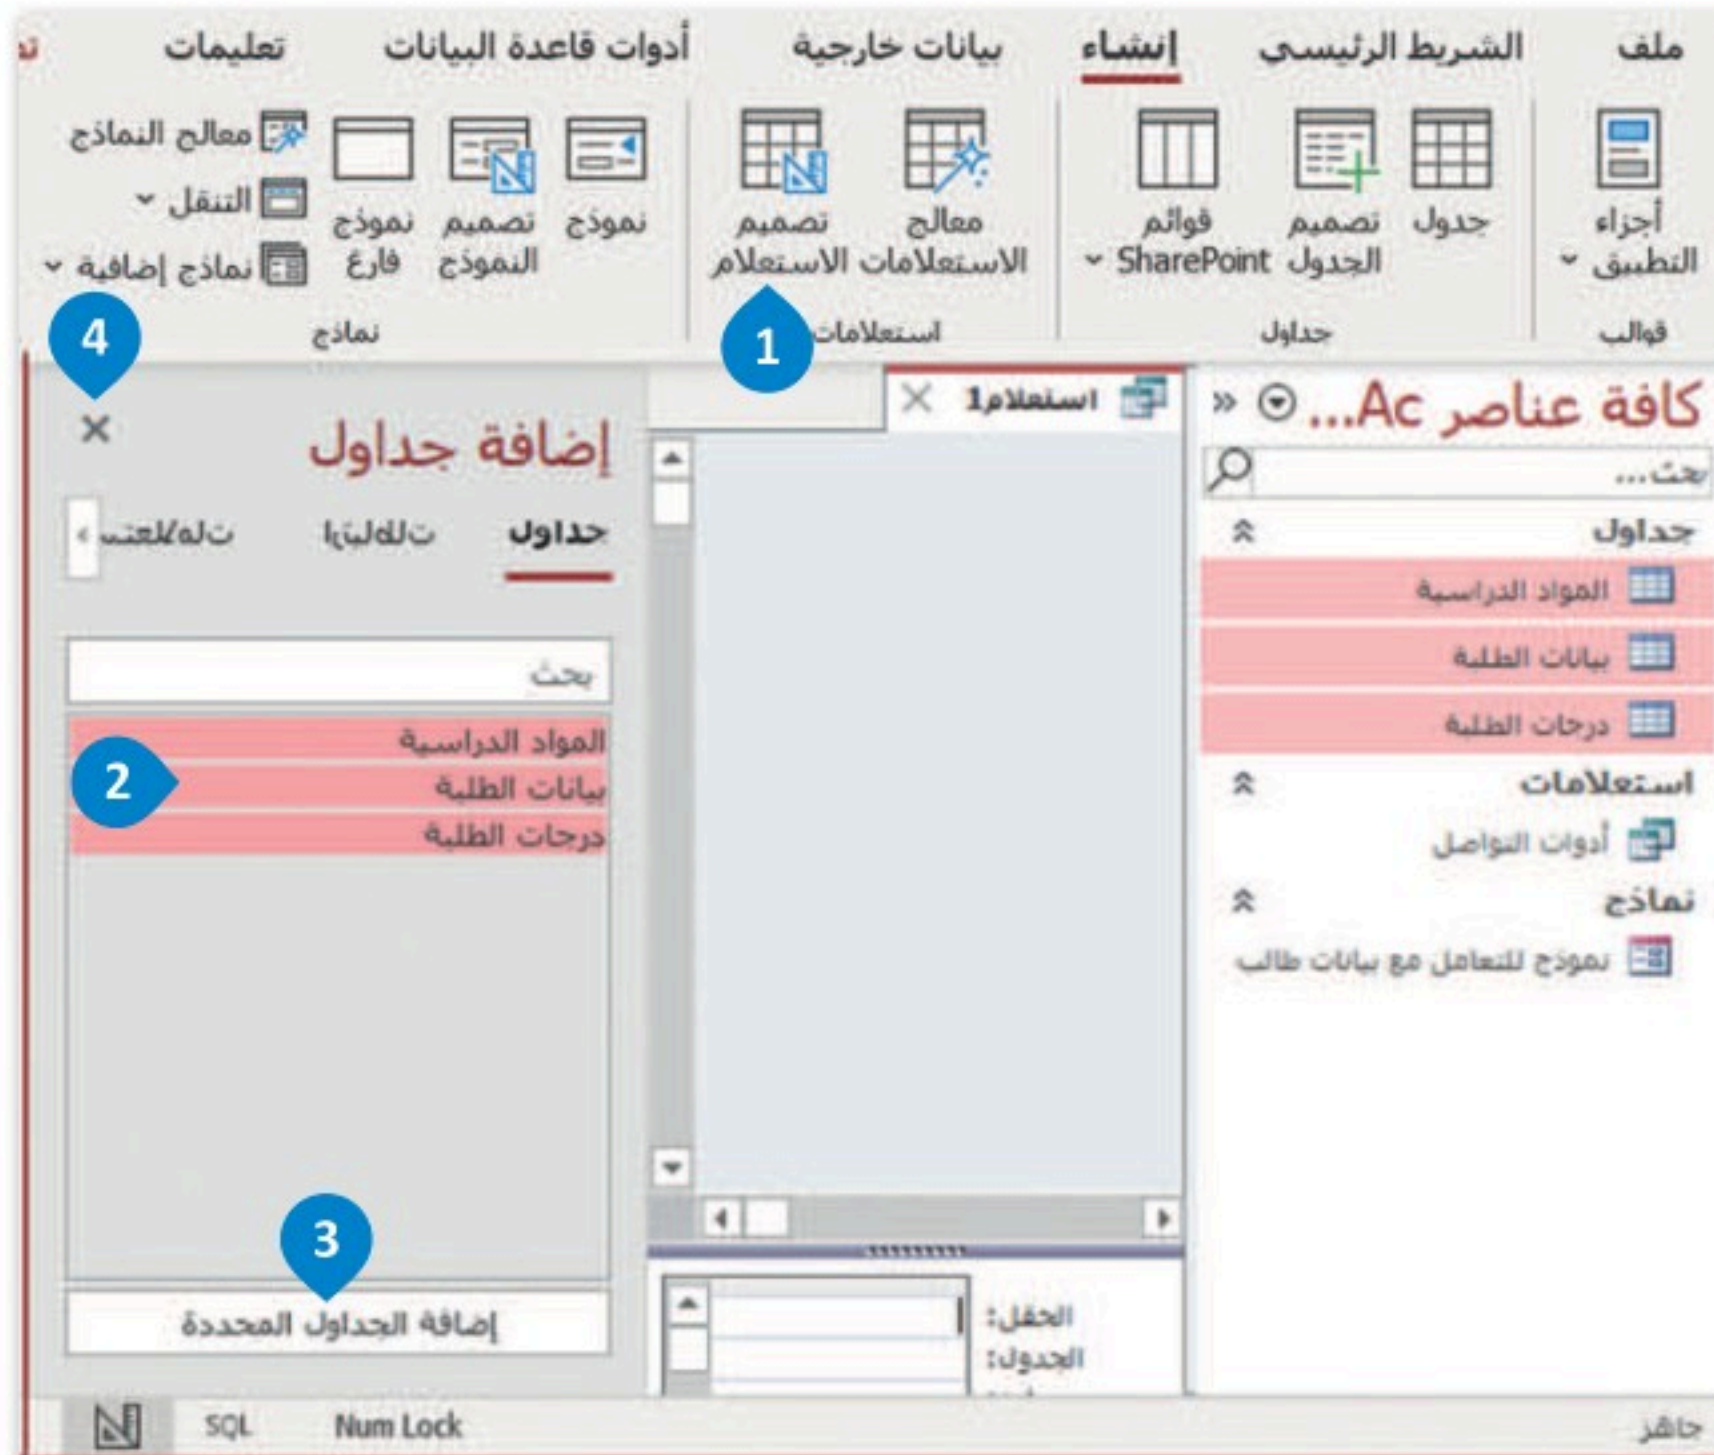 ملف الشريط الرئيسي إنشاء بيانات خارجية أدوات قاعدة البيانات تعليمات
أجزاء التطبيق
جدول
تصميم الجدول
قوائم SharePoint
معالج الاستعلامات
تصميم الاستعلام
نموذج
تصميم النموذج
نموذج فارغ
معالج النماذج
التنقل
نماذج إضافية
قوالب جداول استعلامات نماذج
1
4
كافة عناصر Ac...
بحث...
جداول
المواد الدراسية
بيانات الطلبة
درجات الطلبة
استعلامات
أدوات التواصل
نماذج
نموذج للتعامل مع بيانات طالب
استعلام1
الحقل:
الجدول:
إضافة جداول
جداول
بحث
المواد الدراسية
بيانات الطلبة
درجات الطلبة
2
3
إضافة الجداول المحددة
جاهز
Num Lock
SQL